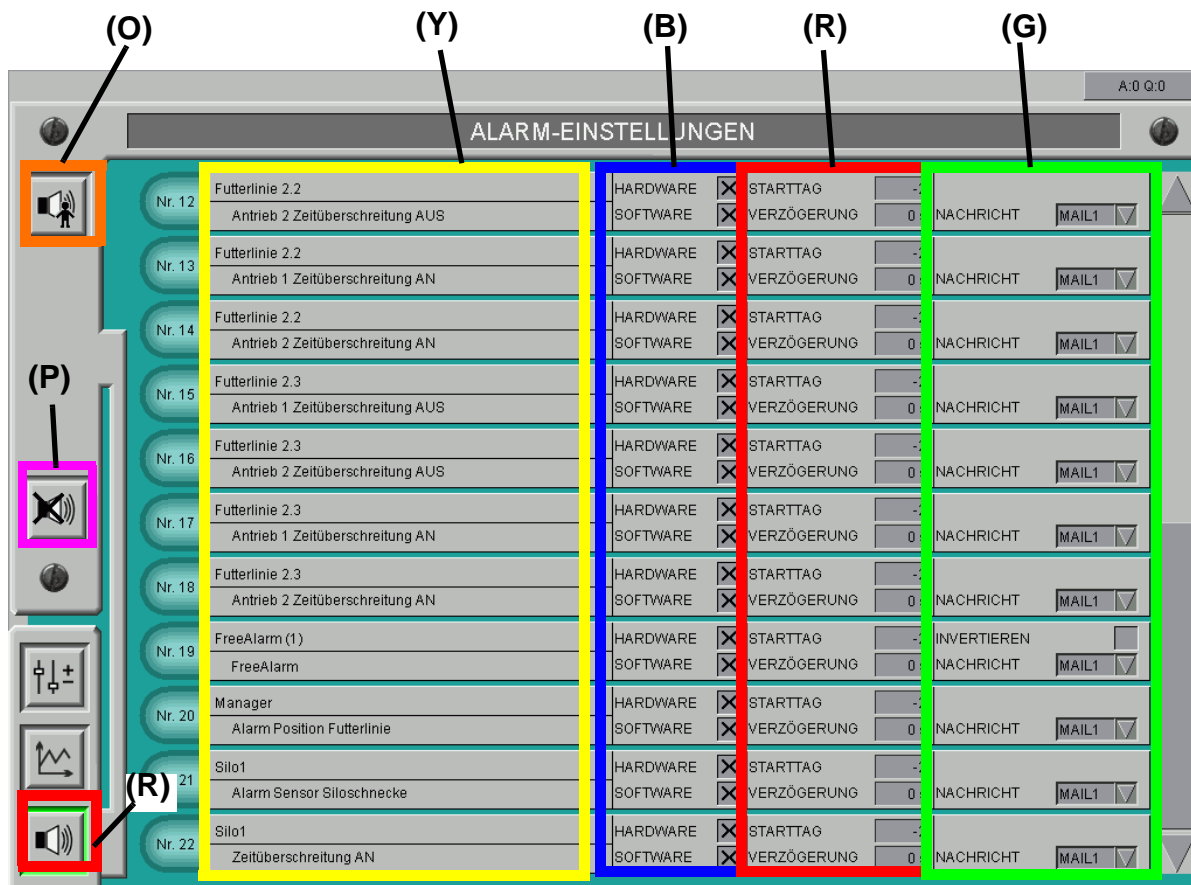 (O) (Y) (B) (R) (G)
A:0 Q:0
ALARM-EINSTELLUNGEN
Nr. 12 Futterlinie 2.2 HARDWARE STARTTAG
Antrieb 2 Zeitüberschreitung AUS SOFTWARE VERZÖGERUNG 0 NACHRICHT MAIL1
Nr. 13 Futterlinie 2.2 HARDWARE STARTTAG
Antrieb 1 Zeitüberschreitung AN SOFTWARE VERZÖGERUNG 0 NACHRICHT MAIL1
Nr. 14 Futterlinie 2.2 HARDWARE STARTTAG
Antrieb 2 Zeitüberschreitung AN SOFTWARE VERZÖGERUNG 0 NACHRICHT MAIL1
(P)
Nr. 15 Futterlinie 2.3 HARDWARE STARTTAG
Antrieb 1 Zeitüberschreitung AUS SOFTWARE VERZÖGERUNG 0 NACHRICHT MAIL1
Nr. 16 Futterlinie 2.3 HARDWARE STARTTAG
Antrieb 2 Zeitüberschreitung AUS SOFTWARE VERZÖGERUNG 0 NACHRICHT MAIL1
Nr. 17 Futterlinie 2.3 HARDWARE STARTTAG
Antrieb 1 Zeitüberschreitung AN SOFTWARE VERZÖGERUNG 0 NACHRICHT MAIL1
Nr. 18 Futterlinie 2.3 HARDWARE STARTTAG
Antrieb 2 Zeitüberschreitung AN SOFTWARE VERZÖGERUNG 0 NACHRICHT MAIL1
Nr. 19 FreeAlarm (1) HARDWARE STARTTAG INVERTIEREN
FreeAlarm SOFTWARE VERZÖGERUNG 0 NACHRICHT MAIL1
Nr. 20 Manager HARDWARE STARTTAG
Alarm Position Futterlinie SOFTWARE VERZÖGERUNG 0 NACHRICHT MAIL1
21 Silo1 HARDWARE STARTTAG
(R) Alarm Sensor Siloschnecke SOFTWARE VERZÖGERUNG 0 NACHRICHT MAIL1
Nr. 22 Silo1 HARDWARE STARTTAG
Zeitüberschreitung AN SOFTWARE VERZÖGERUNG 0 NACHRICHT MAIL1